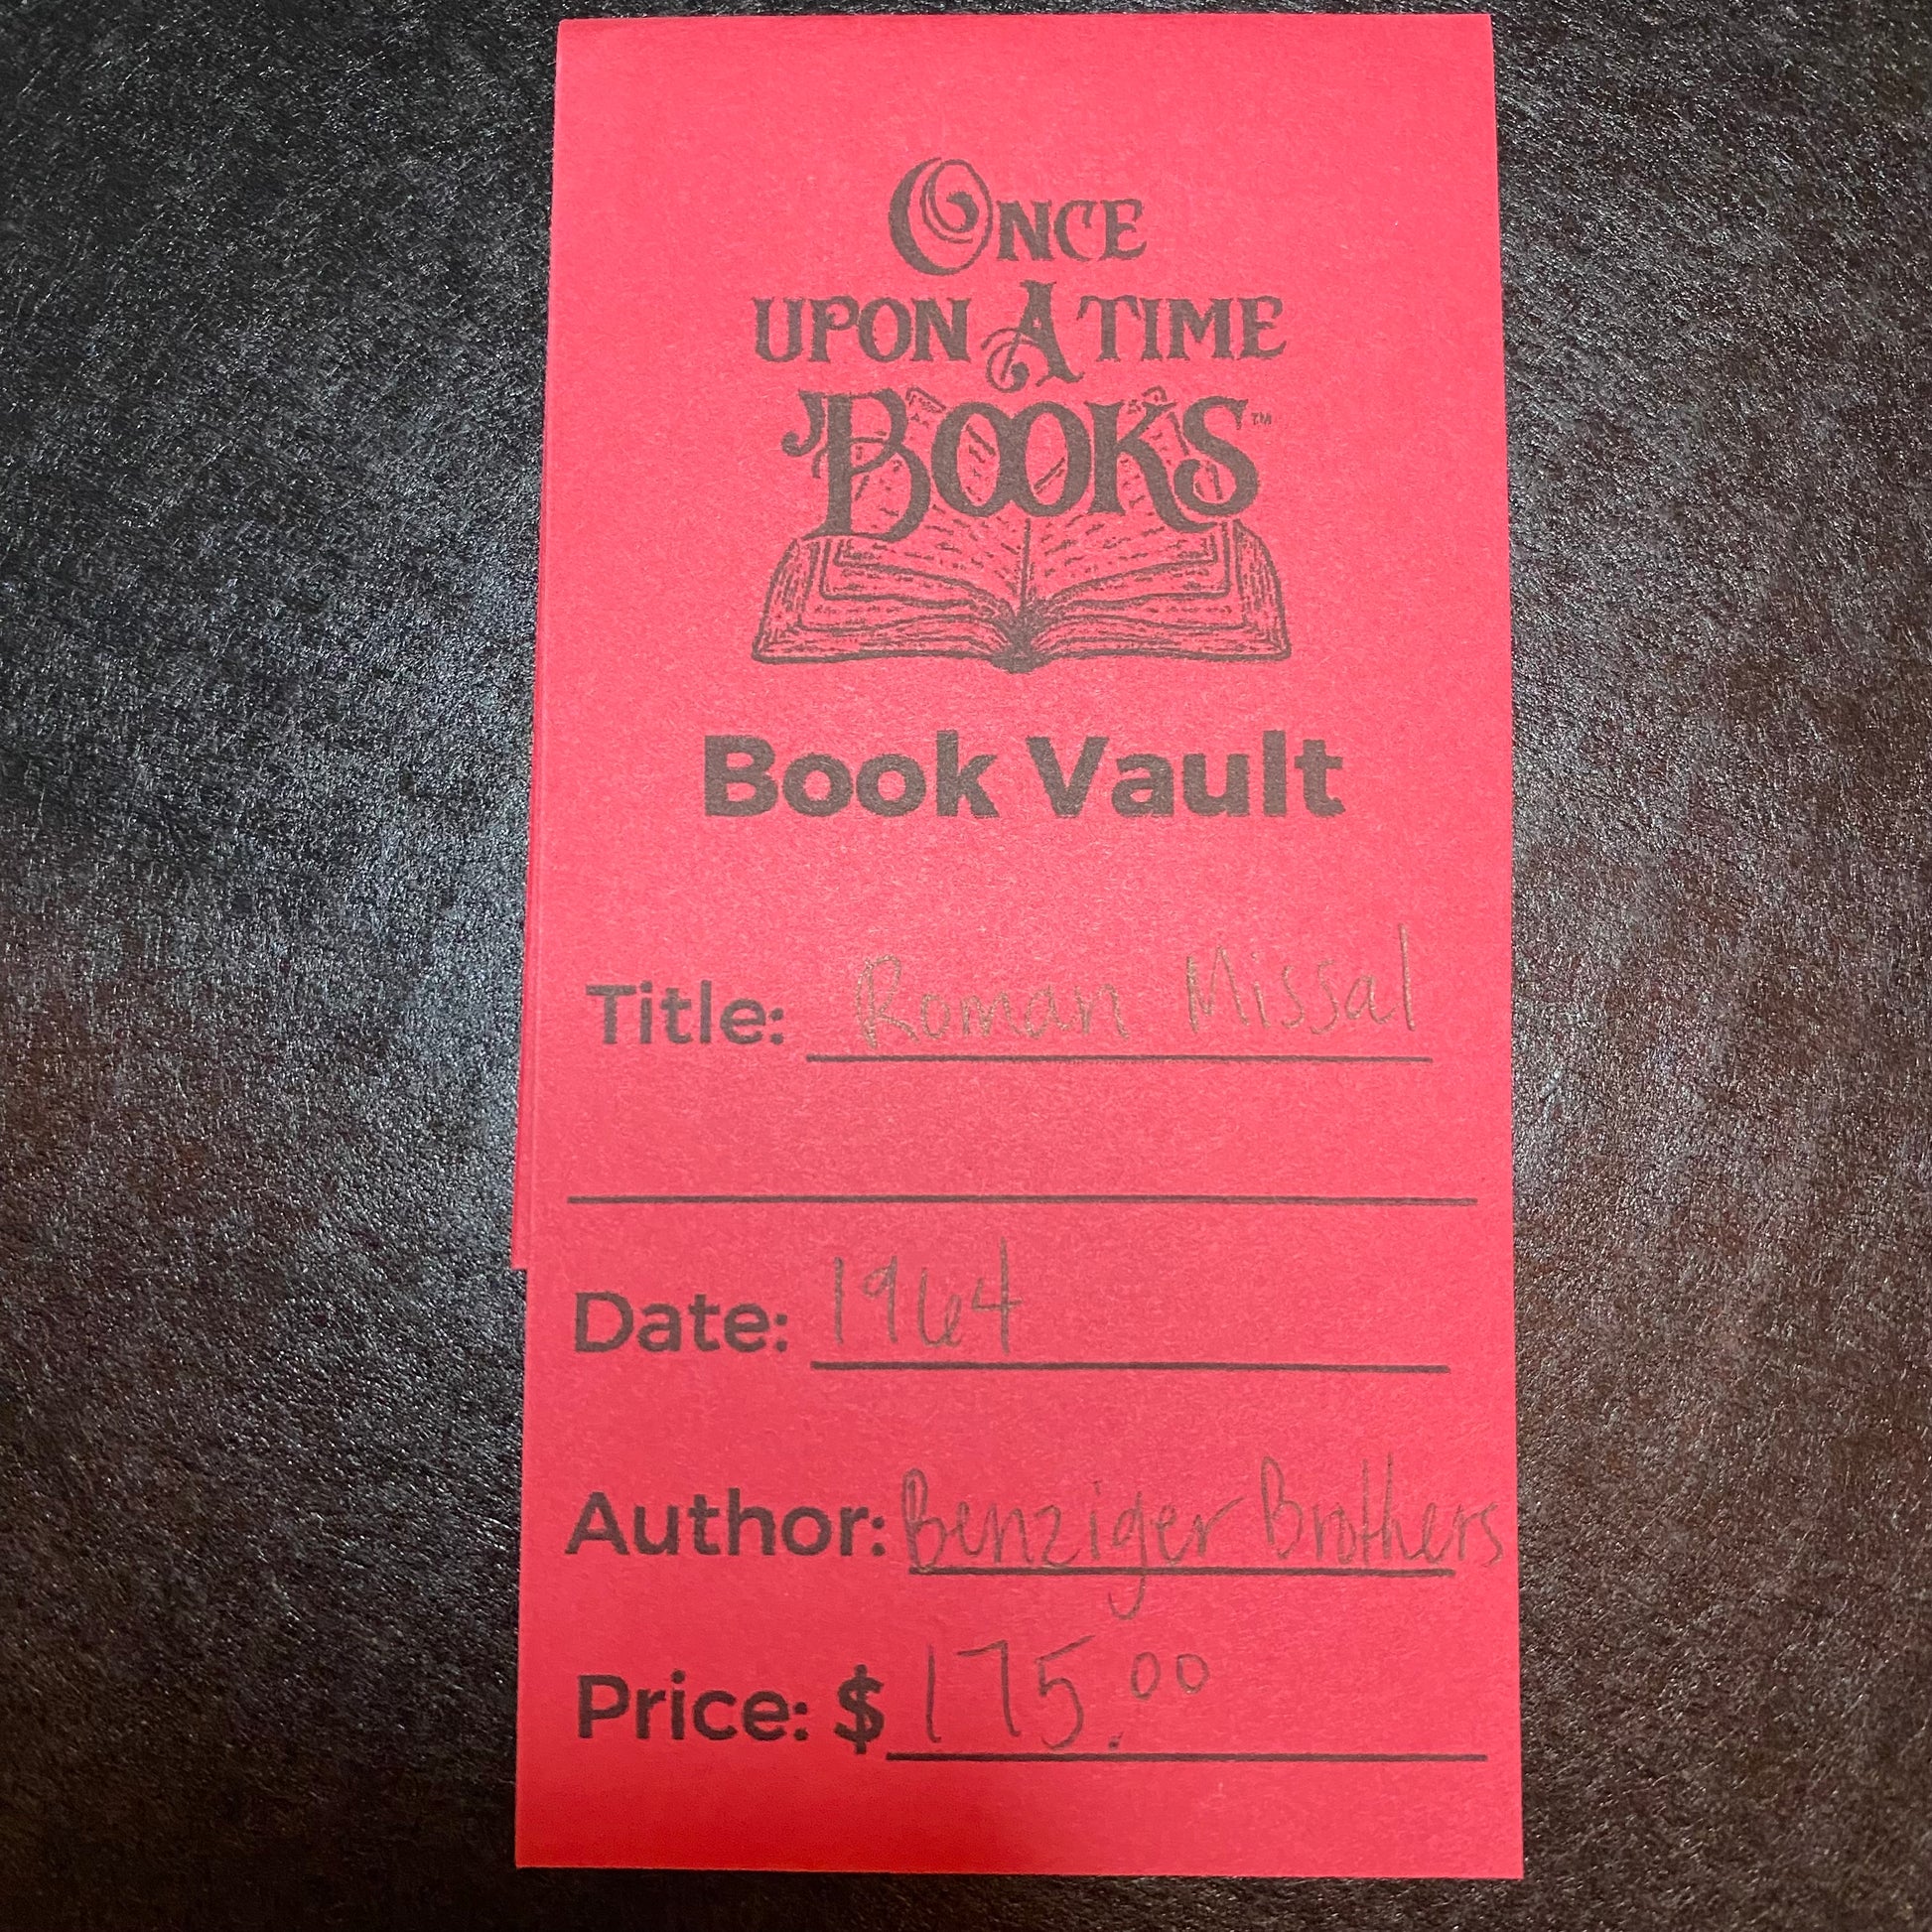 ONCE
UPON A TIME
BOOKS™
Book Vault
Title: Roman Missal
Date: 1964
Author: Benziger Brothers
Price: $175.00